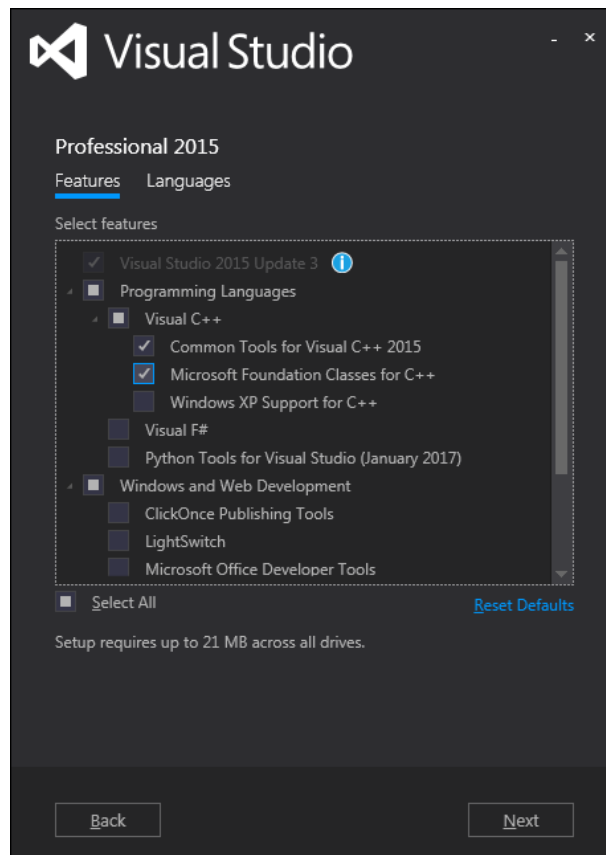 Visual Studio
Professional 2015
Features Languages
Select features
Visual Studio 2015 Update 3
Programming Languages
Visual C++
Common Tools for Visual C++ 2015
Microsoft Foundation Classes for C++
Windows XP Support for C++
Visual F#
Python Tools for Visual Studio (January 2017)
Windows and Web Development
ClickOnce Publishing Tools
LightSwitch
Microsoft Office Developer Tools
Select All Reset Defaults
Setup requires up to 21 MB across all drives.
Back Next